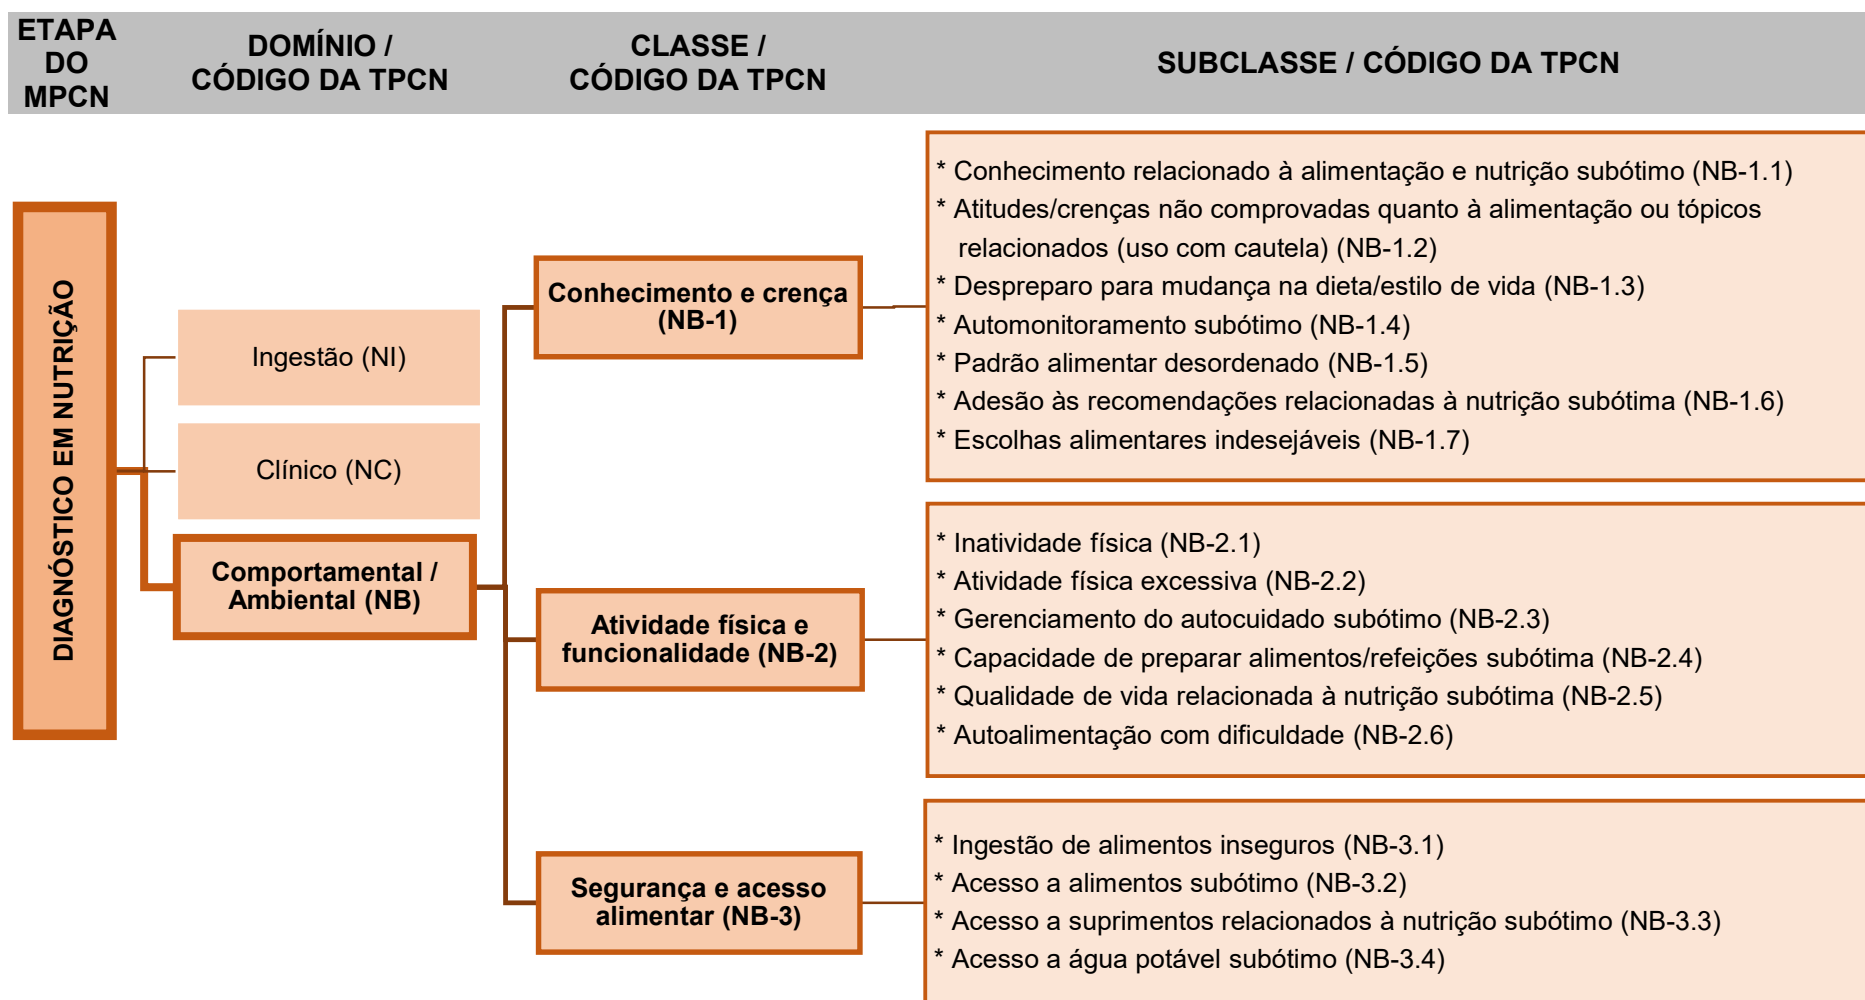 ETAPA
DO
MPCN
DOMÍNIO /
CÓDIGO DA TPCN
CLASSE /
CÓDIGO DA TPCN
SUBCLASSE / CÓDIGO DA TPCN
DIAGNÓSTICO EM NUTRIÇÃO
Ingestão (NI)
Clínico (NC)
Comportamental /
Ambiental (NB)
Conhecimento e crença
(NB-1)
* Conhecimento relacionado à alimentação e nutrição subótimo (NB-1.1)
* Atitudes/crenças não comprovadas quanto à alimentação ou tópicos
relacionados (uso com cautela) (NB-1.2)
* Despreparo para mudança na dieta/estilo de vida (NB-1.3)
* Automonitoramento subótimo (NB-1.4)
* Padrão alimentar desordenado (NB-1.5)
* Adesão às recomendações relacionadas à nutrição subótima (NB-1.6)
* Escolhas alimentares indesejáveis (NB-1.7)
Atividade física e
funcionalidade (NB-2)
* Inatividade física (NB-2.1)
* Atividade física excessiva (NB-2.2)
* Gerenciamento do autocuidado subótimo (NB-2.3)
* Capacidade de preparar alimentos/refeições subótima (NB-2.4)
* Qualidade de vida relacionada à nutrição subótima (NB-2.5)
* Autoalimentação com dificuldade (NB-2.6)
Segurança e acesso
alimentar (NB-3)
* Ingestão de alimentos inseguros (NB-3.1)
* Acesso a alimentos subótimo (NB-3.2)
* Acesso a suprimentos relacionados à nutrição subótimo (NB-3.3)
* Acesso a água potável subótimo (NB-3.4)